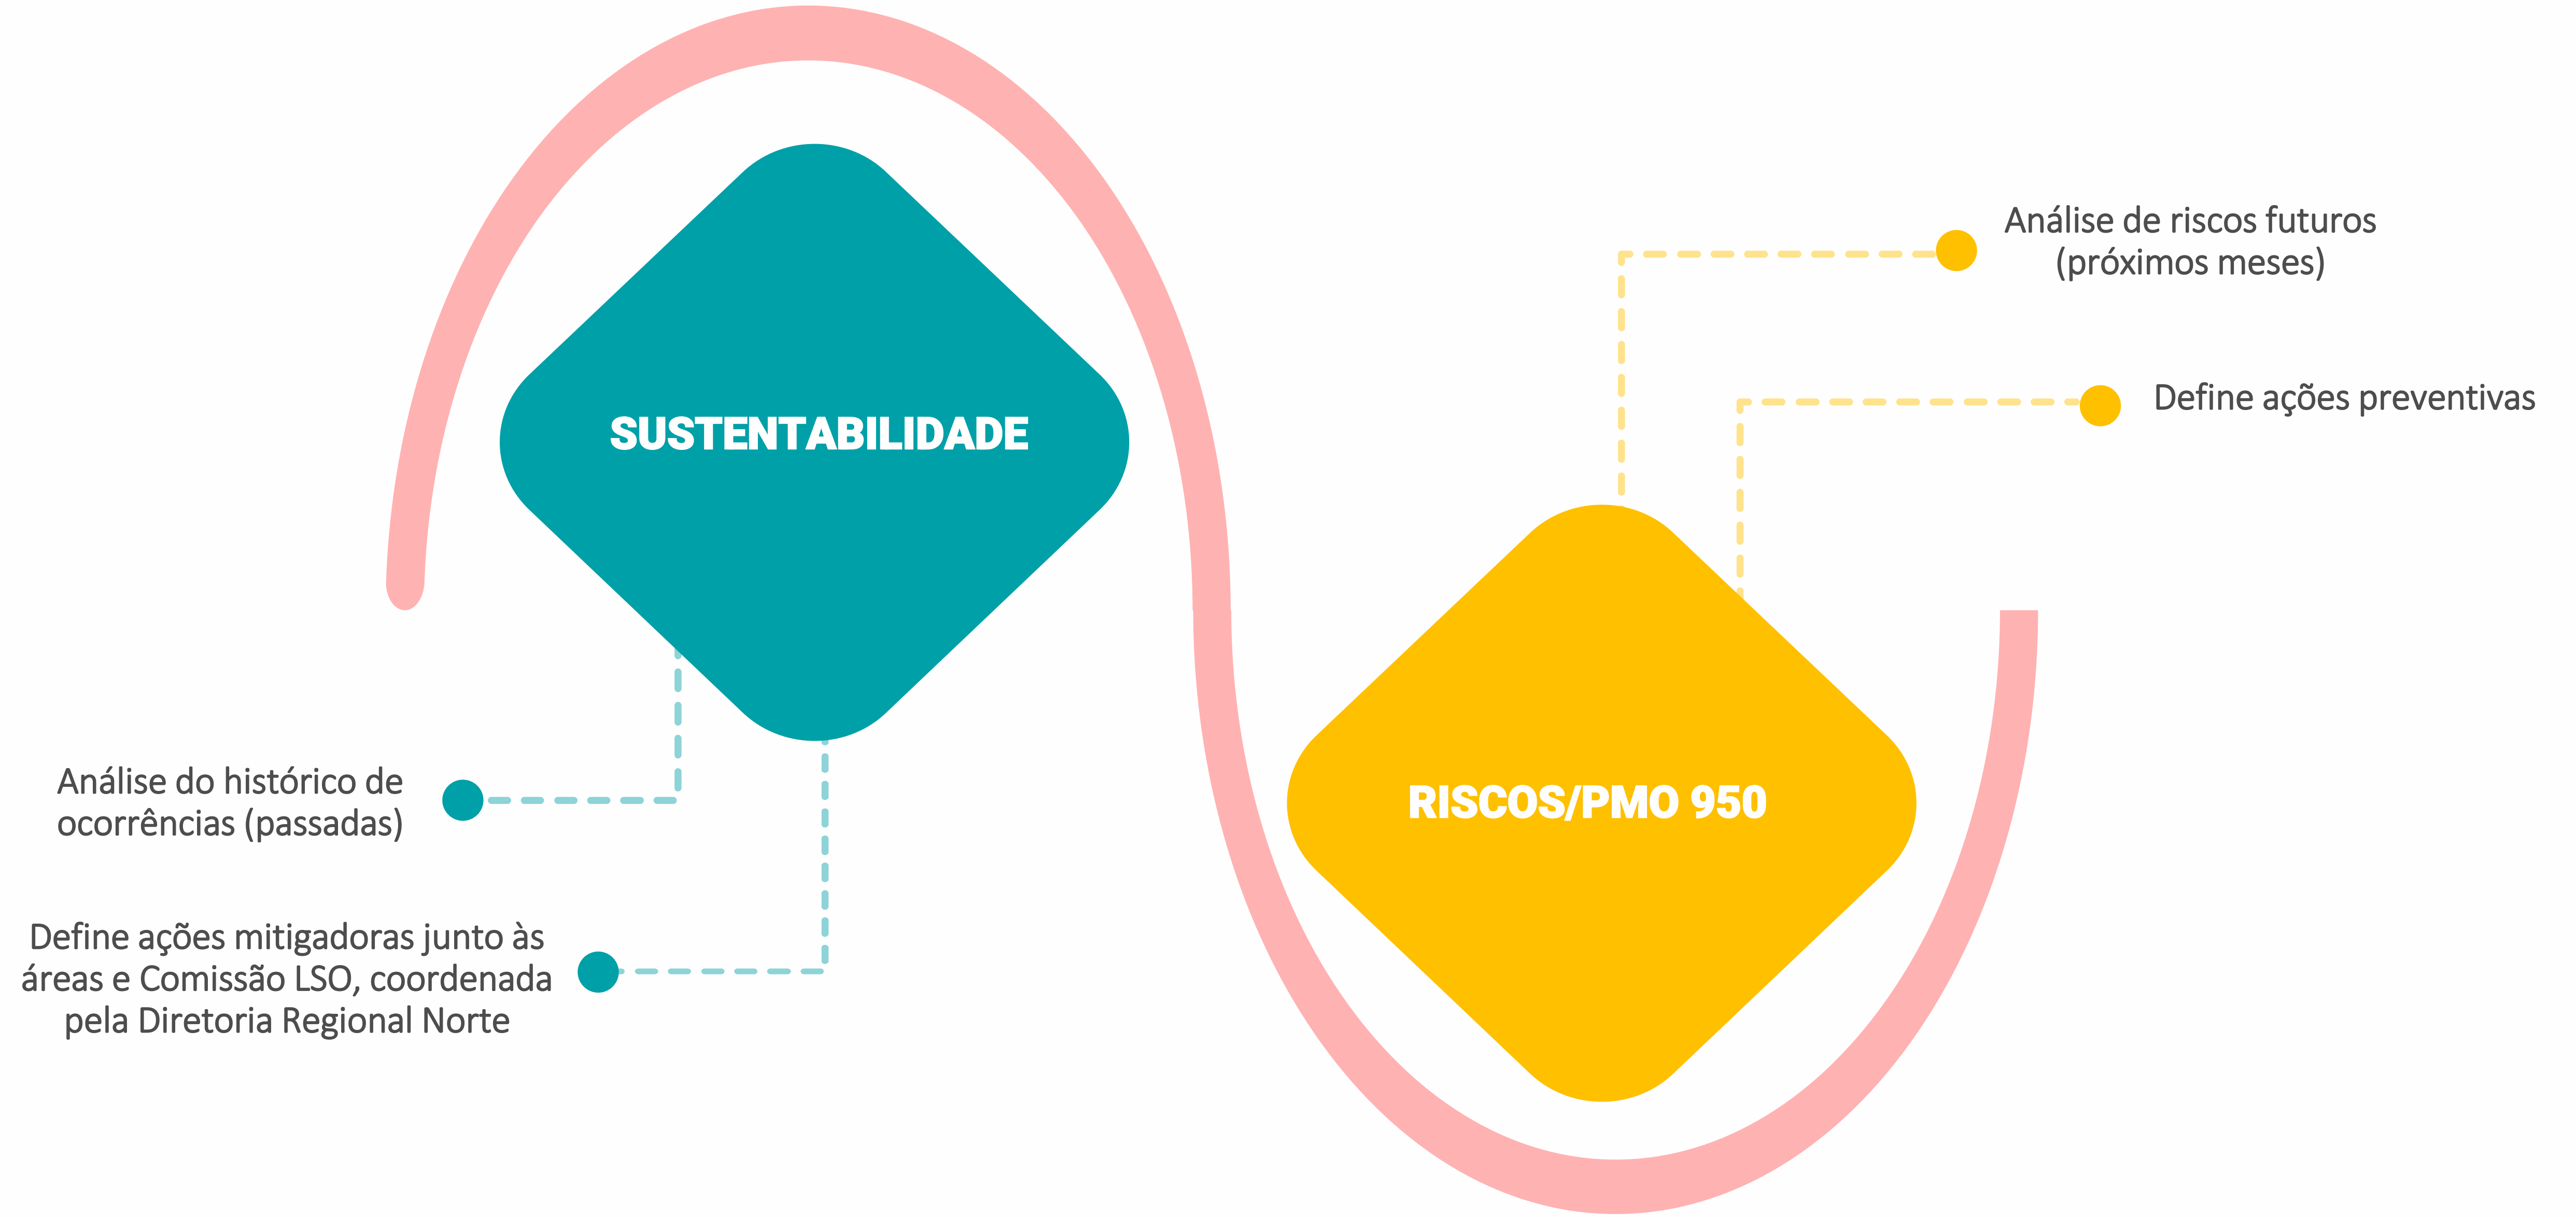 SUSTENTABILIDADE
Análise do histórico de
ocorrências (passadas)
Define ações mitigadoras junto às
áreas e Comissão LSO, coordenada
pela Diretoria Regional Norte
Análise de riscos futuros
(próximos meses)
Define ações preventivas
RISCOS/PMO 950